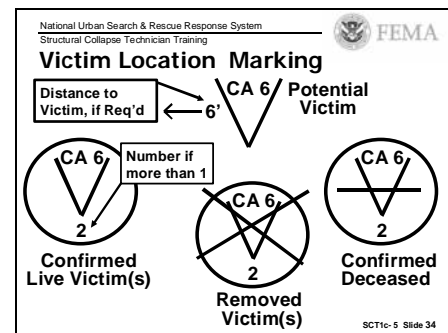 National Urban Search & Rescue Response System
Structural Collapse Technician Training
FEMA
Victim Location Marking
Distance to
Victim, if Req'd
6'
CA 6
Potential
Victim
CA 6
2
Number if
more than 1
Confirmed
Live Victim(s)
CA 6
2
Removed
Victim(s)
CA 6
Confirmed
Deceased
SCT1c- 5 Slide 34